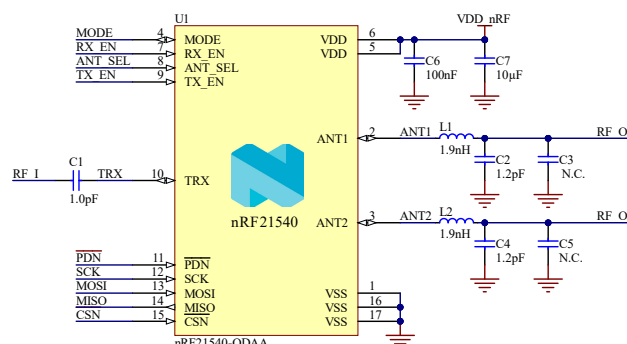 U1
VDD_nRF
MODE 4 MODE VDD 6
RX_EN 7 RX_EN VDD 5
ANT_SEL 8 ANT_SEL
TX_EN 9 TX_EN
C6
100nF
C7
10µF
ANT1 2 ANT1 L1 RF_O
1.9nH
C2
1.2pF
C3
N.C.
RF_I C1 TRX 10 TRX
1.0pF
nRF21540
ANT2 3 ANT2 L2 RF_O
1.9nH
C4
1.2pF
C5
N.C.
PDN 11 PDN
SCK 12 SCK
MOSI 13 MOSI VSS 1
MISO 14 MISO VSS 16
CSN 15 CSN VSS 17
nRF21540-QDAA